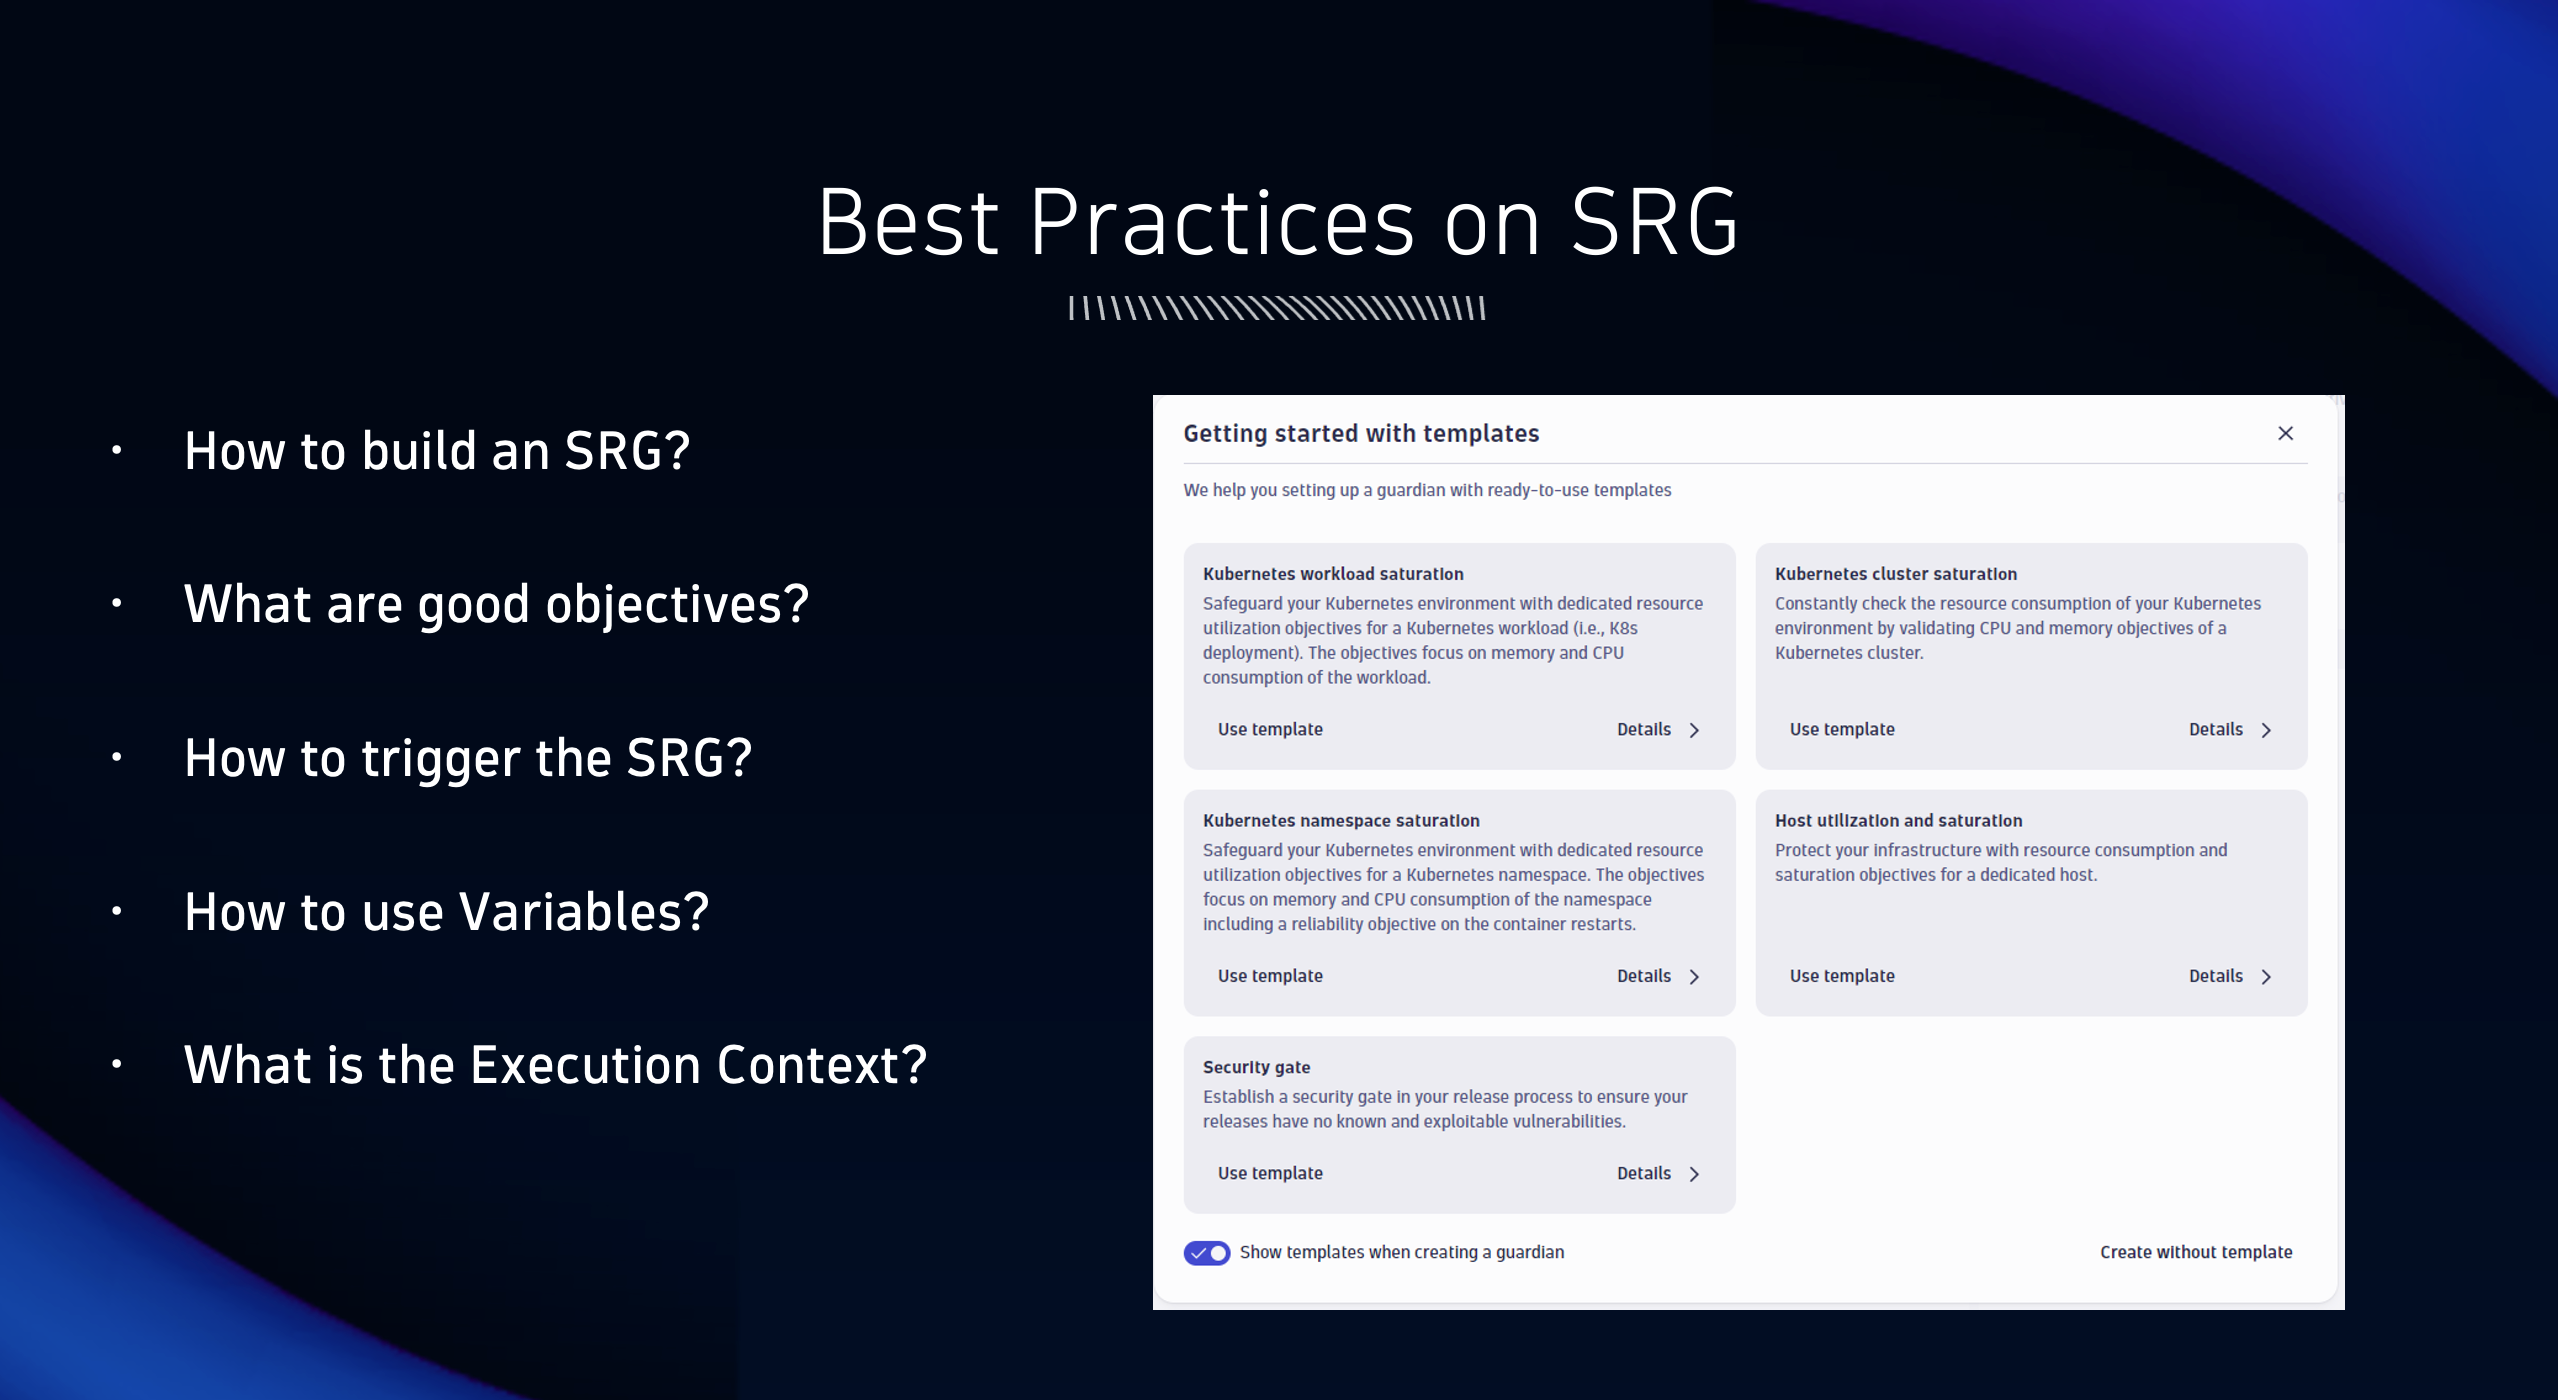 Best Practices on SRG
• How to build an SRG?
• What are good objectives?
• How to trigger the SRG?
• How to use Variables?
• What is the Execution Context?
Getting started with templates
We help you setting up a guardian with ready-to-use templates
Kubernetes workload saturation
Safeguard your Kubernetes environment with dedicated resource
utilization objectives for a Kubernetes workload (i.e., K8s
deployment). The objectives focus on memory and CPU
consumption of the workload.
Use template Details
Kubernetes cluster saturation
Constantly check the resource consumption of your Kubernetes
environment by validating CPU and memory objectives of a
Kubernetes cluster.
Use template Details
Kubernetes namespace saturation
Safeguard your Kubernetes environment with dedicated resource
utilization objectives for a Kubernetes namespace. The objectives
focus on memory and CPU consumption of the namespace
including a reliability objective on the container restarts.
Use template Details
Host utilization and saturation
Protect your infrastructure with resource consumption and
saturation objectives for a dedicated host.
Use template Details
Security gate
Establish a security gate in your release process to ensure your
releases have no known and exploitable vulnerabilities.
Use template Details
Show templates when creating a guardian
Create without template